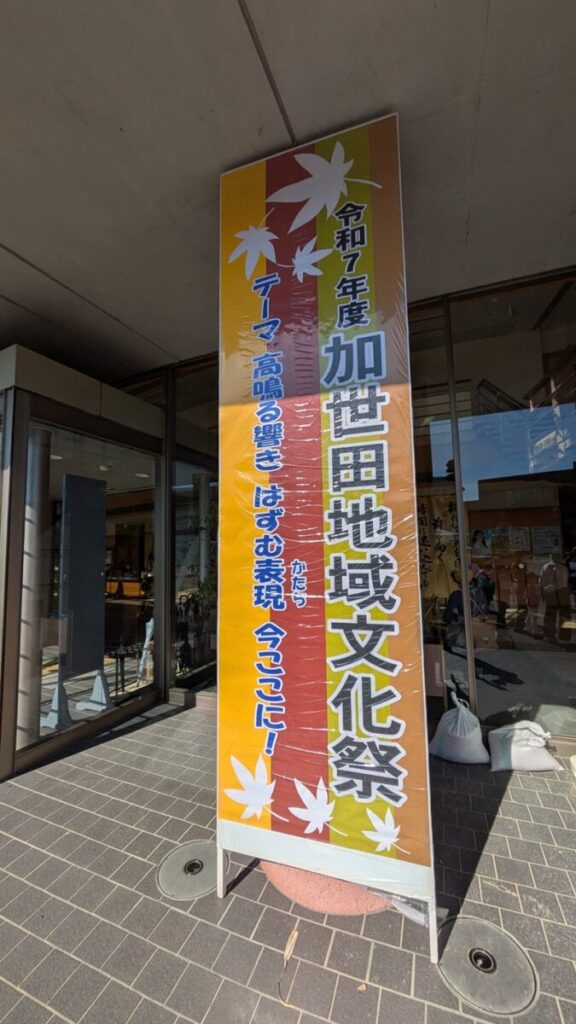 令和7年度 加世田地域文化祭
テーマ 高鳴る響き はずむ表現 今ここに!
かたら